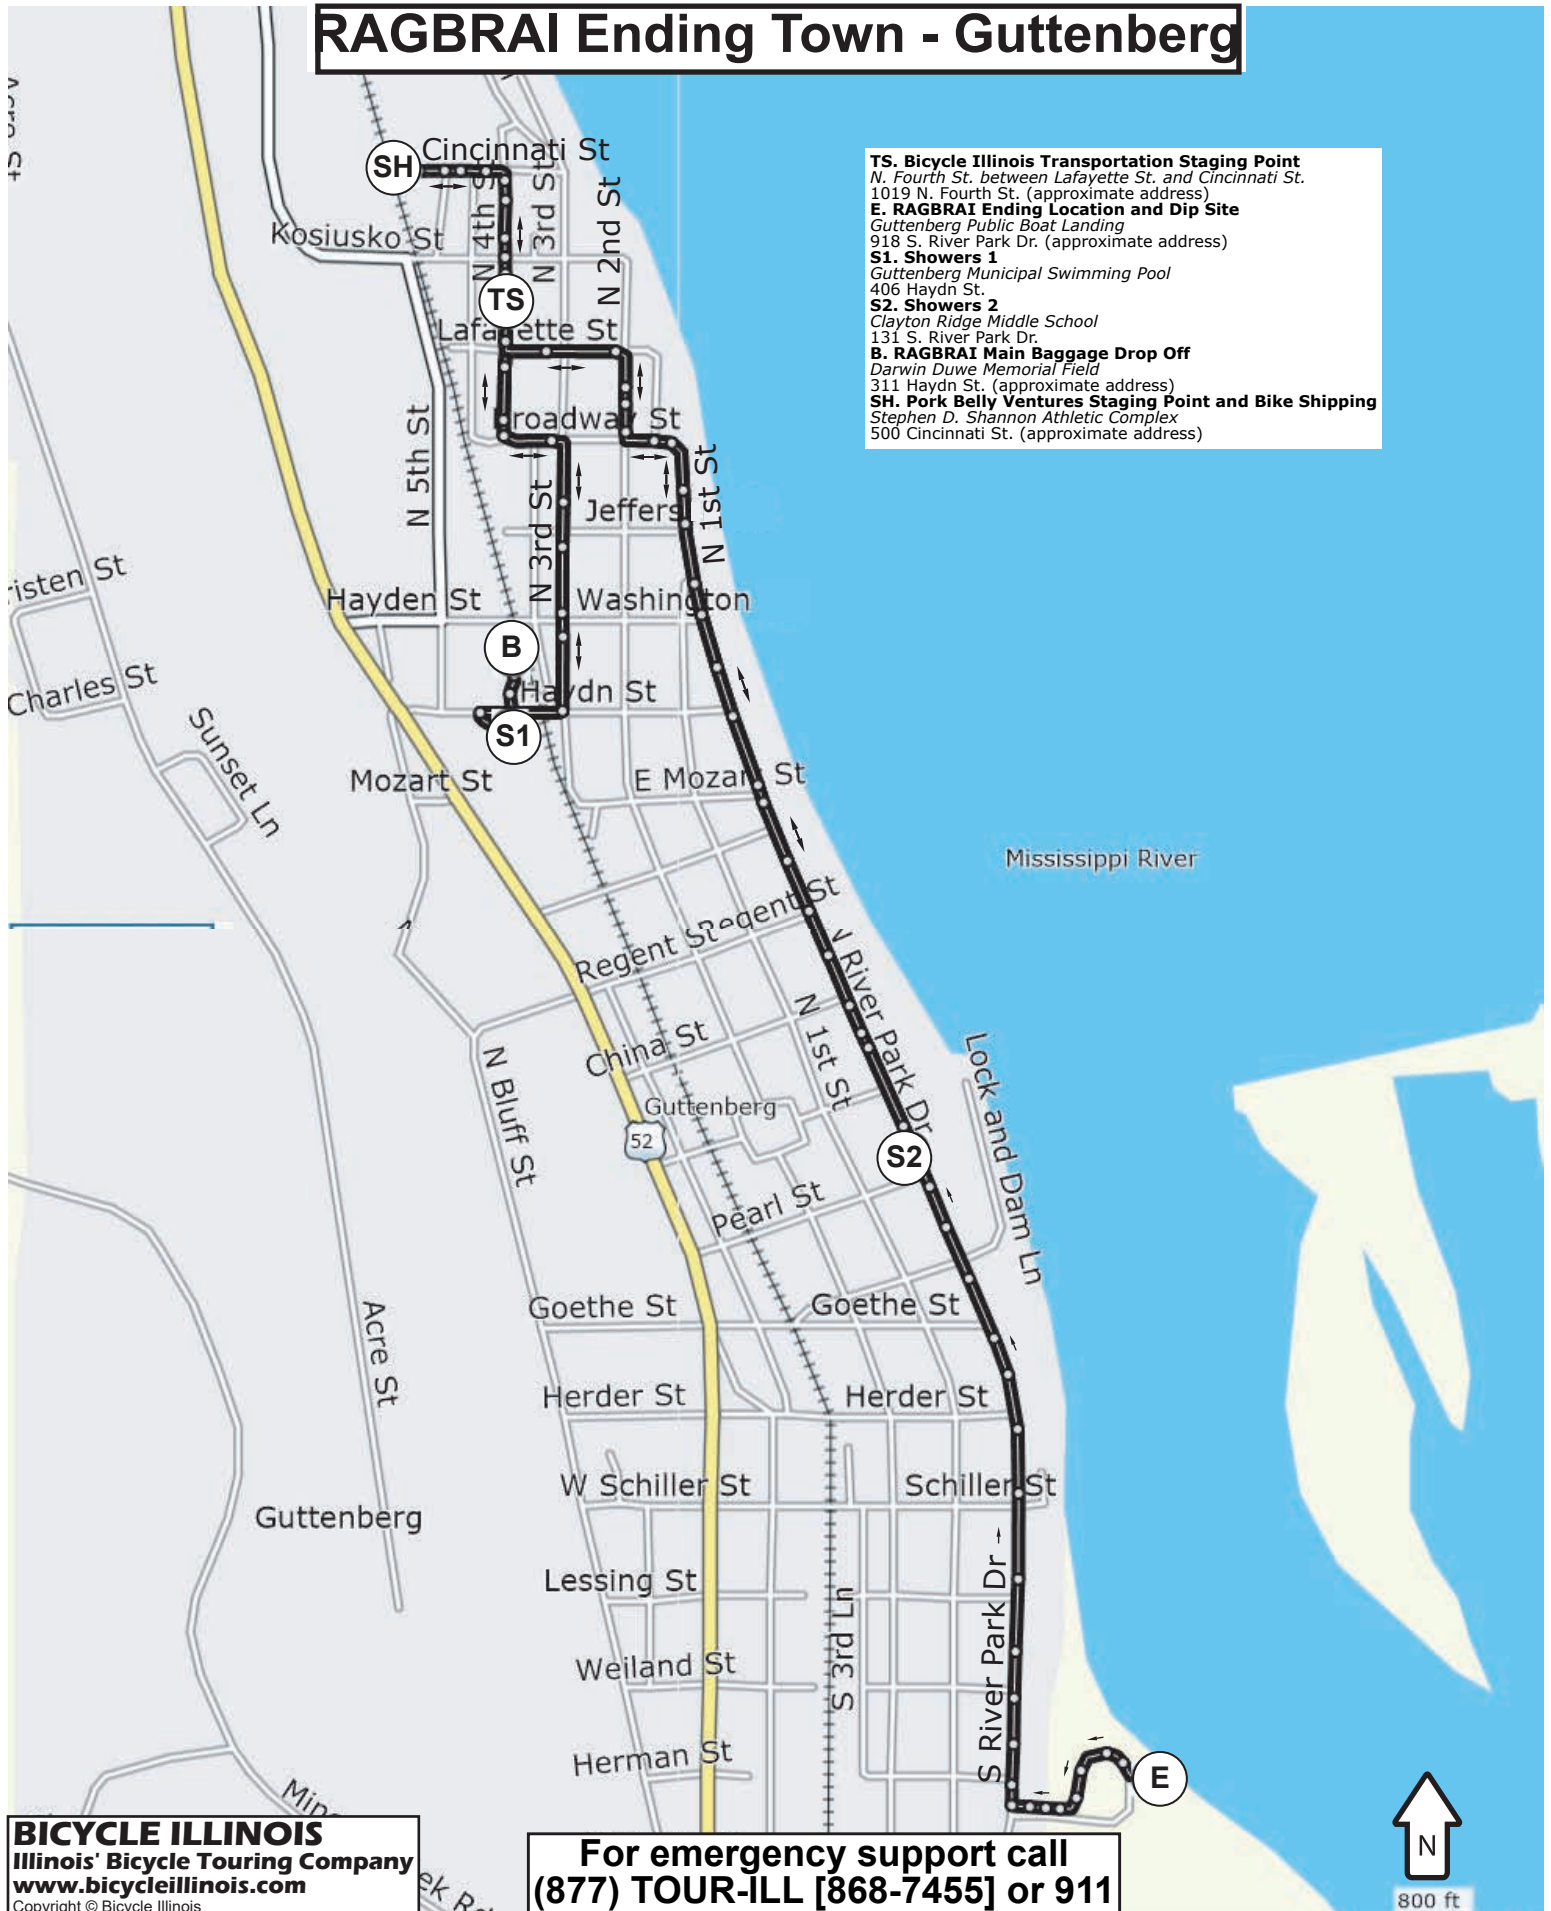 RAGBRAI Ending Town - Guttenberg
TS. Bicycle Illinois Transportation Staging Point
N. Fourth St. between Lafayette St. and Cincinnati St.
1019 N. Fourth St. (approximate address)
E. RAGBRAI Ending Location and Dip Site
Guttenberg Public Boat Landing
918 S. River Park Dr. (approximate address)
S1. Showers 1
Guttenberg Municipal Swimming Pool
406 Haydn St.
S2. Showers 2
Clayton Ridge Middle School
131 S. River Park Dr.
B. RAGBRAI Main Baggage Drop Off
Darwin Duwe Memorial Field
311 Haydn St. (approximate address)
SH. Pork Belly Ventures Staging Point and Bike Shipping
Stephen D. Shannon Athletic Complex
500 Cincinnati St. (approximate address)
SH
Cincinnati St
Kosiusko St
N 4th St
N 3rd St
N 2nd St
TS
Lafayette St
Broadway St
N 5th St
N 3rd St
Jeffers
N 1st St
risten St
Hayden St
Washington
B
Haydn St
S1
Charles St
Sunset Ln
Mozart St
E Mozart St
Mississippi River
Regent St
Regent St
N River Park Dr
N 1st St
China St
Lock and Dam Ln
N Bluff St
Guttenberg
52
S2
Pearl St
Goethe St
Goethe St
Acre St
Herder St
Herder St
W Schiller St
Schiller St
Guttenberg
Lessing St
S 3rd Ln
S River Park Dr
Weiland St
Herman St
E
ek Rd
BICYCLE ILLINOIS
Illinois' Bicycle Touring Company
www.bicycleillinois.com
Copyright © Bicycle Illinois
For emergency support call
(877) TOUR-ILL [868-7455] or 911
N
800 ft